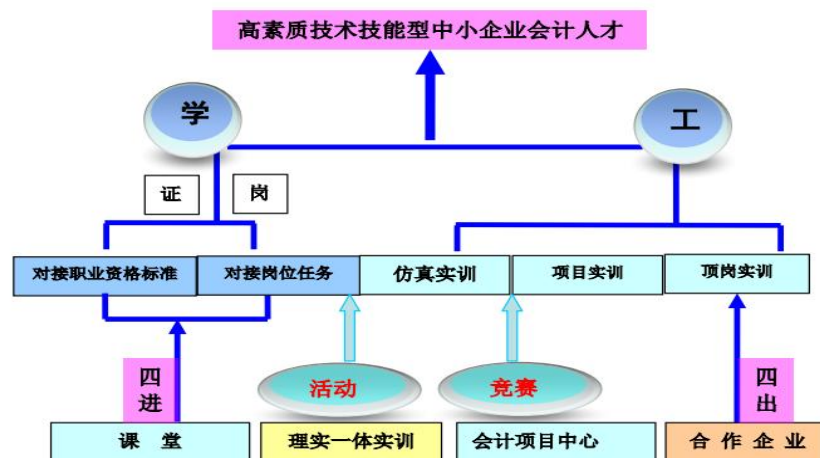 高素质技术技能型中小企业会计人才
学
工
证
岗
对接职业资格标准
对接岗位任务
仿真实训
项目实训
顶岗实训
四
进
活动
竞赛
四
出
课 堂
理实一体实训
会计项目中心
合 作 企 业